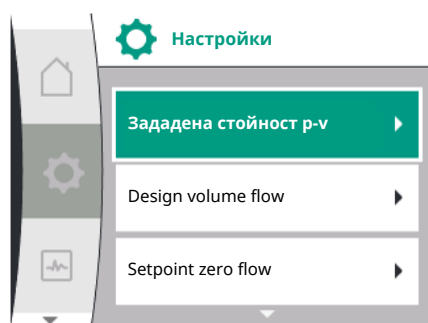 Настройки
Зададена стойност p-v
Design volume flow
Setpoint zero flow